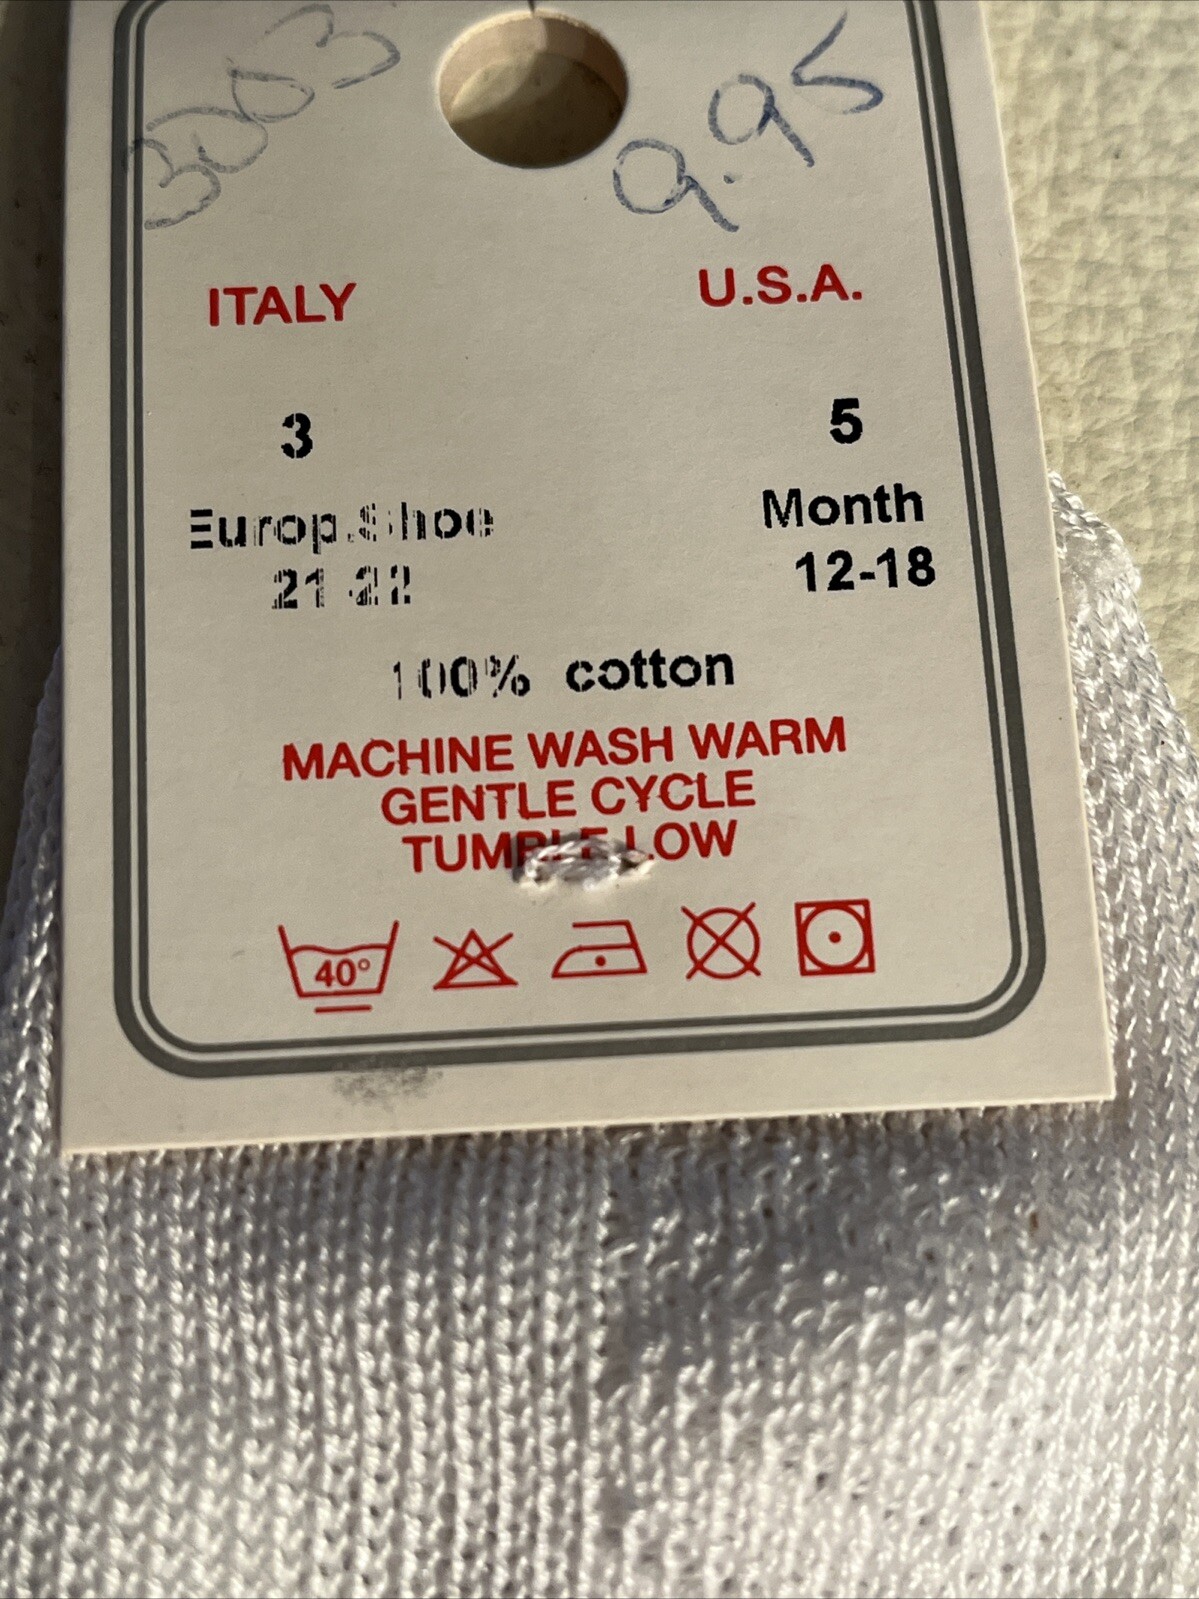 3003 9.95
ITALY U.S.A.
3 5
Europ.Shoe Month
21-22 12-18
100% cotton
MACHINE WASH WARM
GENTLE CYCLE
TUMBLE LOW
40°